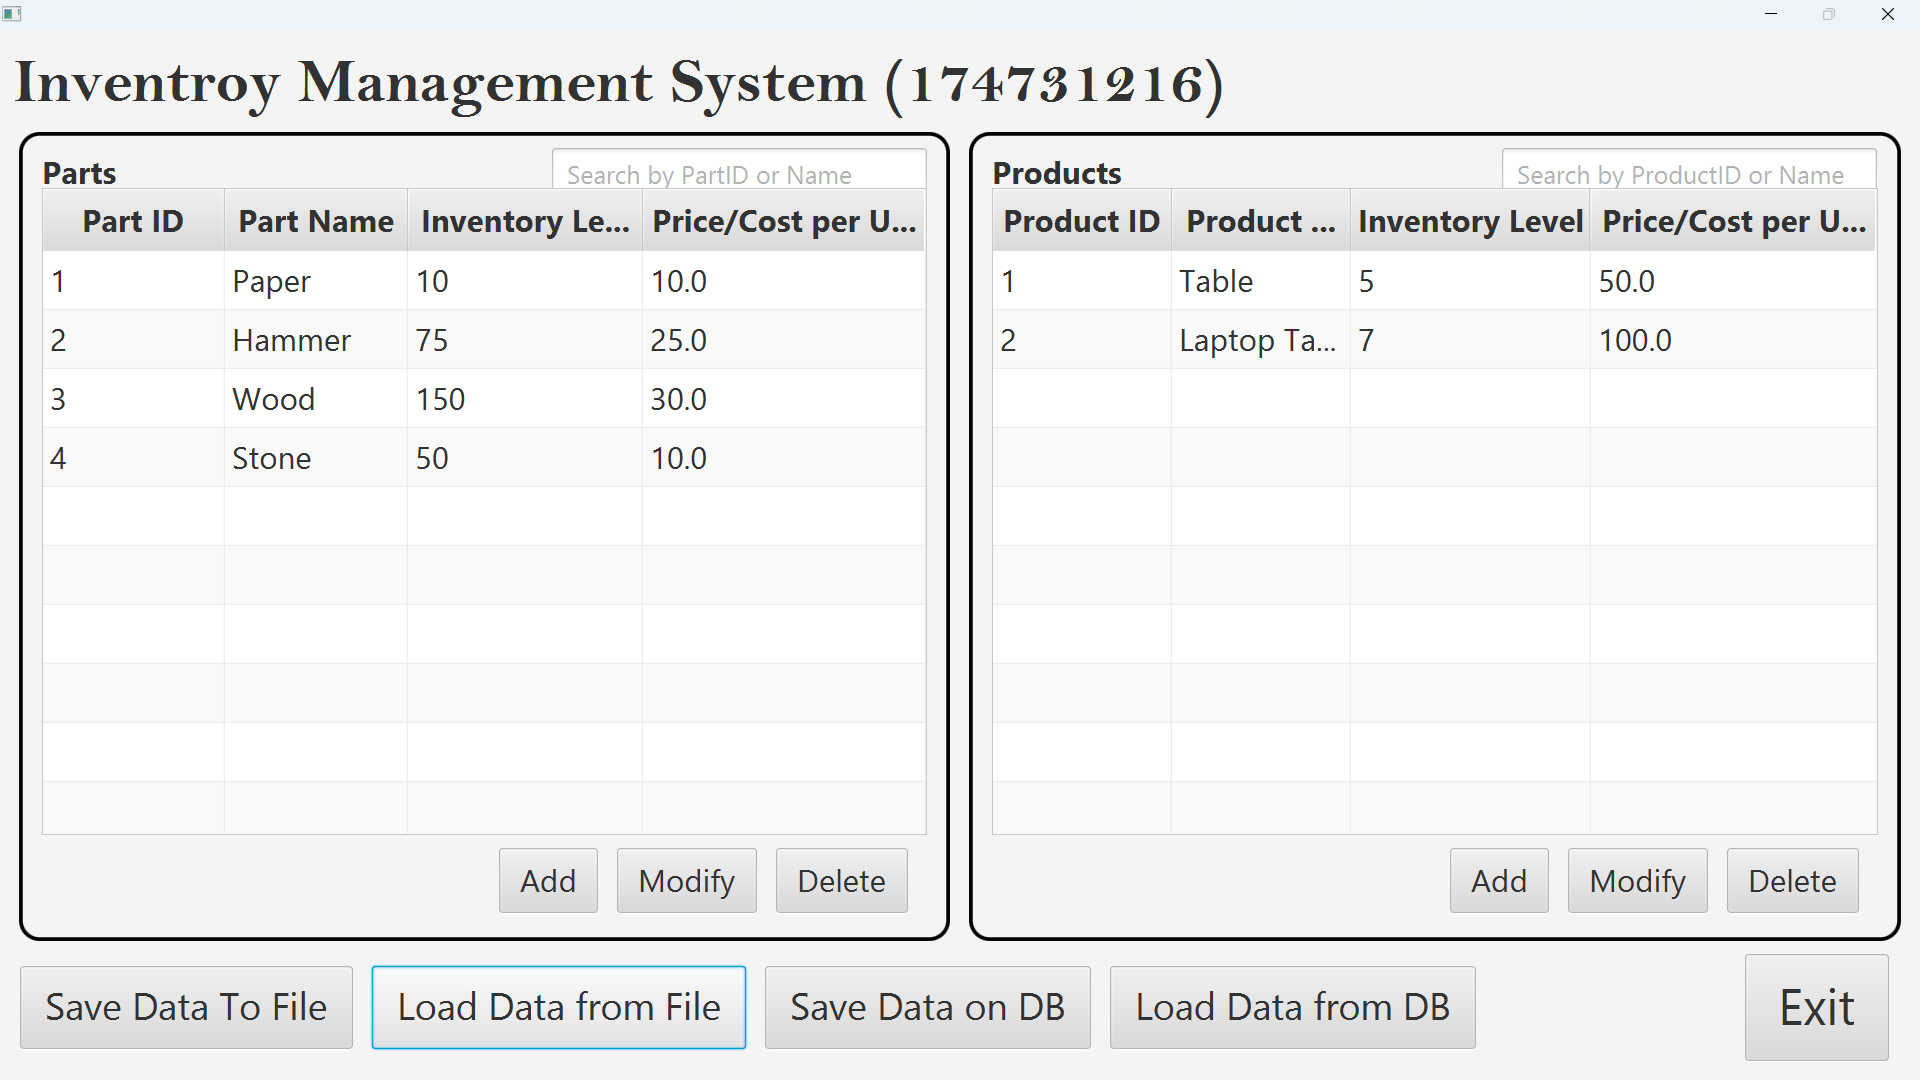 Inventroy Management System (174731216)
Parts
Search by PartID or Name
Part ID Part Name Inventory Le... Price/Cost per U...
1 Paper 10 10.0
2 Hammer 75 25.0
3 Wood 150 30.0
4 Stone 50 10.0
Add Modify Delete
Products
Search by ProductID or Name
Product ID Product ... Inventory Level Price/Cost per U...
1 Table 5 50.0
2 Laptop Ta... 7 100.0
Add Modify Delete
Save Data To File Load Data from File Save Data on DB Load Data from DB Exit